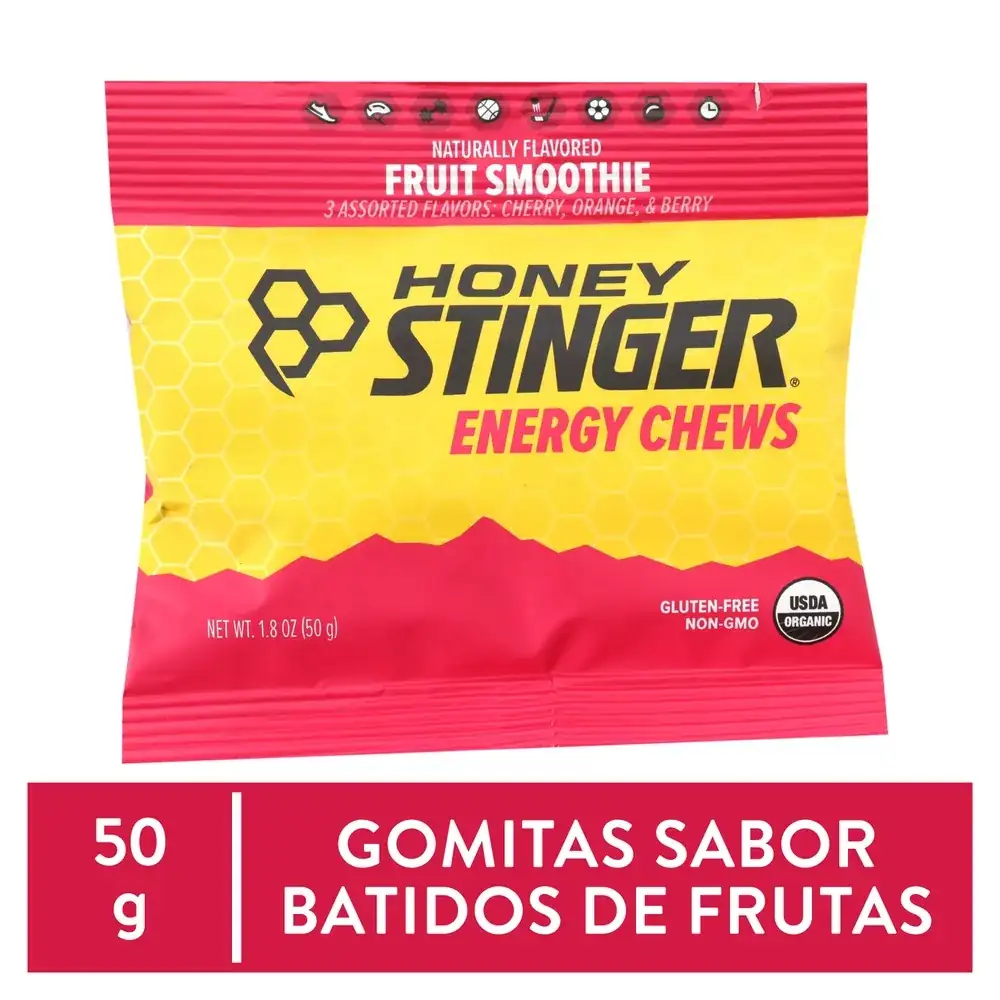 NATURALLY FLAVORED
FRUIT SMOOTHIE
3 ASSORTED FLAVORS: CHERRY, ORANGE, & BERRY
HONEY
STINGER®
ENERGY CHEWS
GLUTEN-FREE
NON-GMO
USDA
ORGANIC
NET WT. 1.8 OZ (50 g)
50
g
GOMITAS SABOR
BATIDOS DE FRUTAS